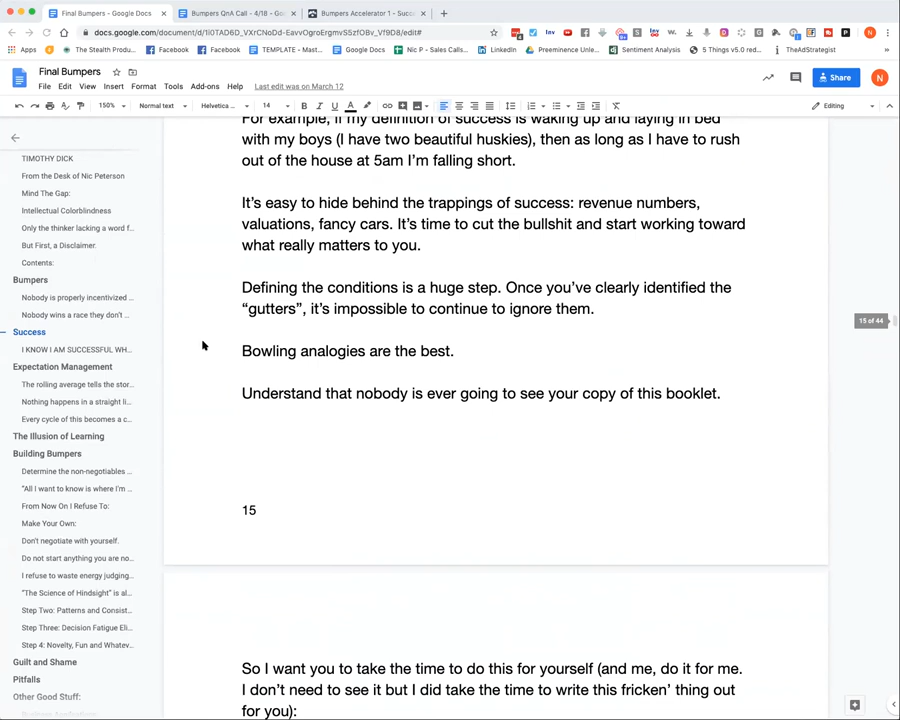 Final Bumpers - Google Docs
Bumpers QnA Call - 4/18 - Go
Bumpers Accelerator 1 - Suc
docs.google.com/document/d/1I0TAD6D_VXrCNoDd-EavvOgroErgmvS5zfOBv_Vf9D8/edit#
Apps
The Stealth Produ...
Facebook
Facebook
TEMPLATE - Mast...
Google Docs
Nic P - Sales Calls...
LinkedIn
Preeminence Unle...
Sentiment Analysis
5 Things v5.0 red...
TheAdStrategist
Final Bumpers
File Edit View Insert Format Tools Add-ons Help Last edit was on March 12
Share
N
150% Normal text Helvetica ... 14 B I U A Editing
TIMOTHY DICK
From the Desk of Nic Peterson
Mind The Gap:
Intellectual Colorblindness
Only the thinker lacking a word f...
But First, a Disclaimer.
Contents:
Bumpers
Nobody is properly incentivized ...
Nobody wins a race they don't ...
Success
I KNOW I AM SUCCESSFUL WH...
Expectation Management
The rolling average tells the stor...
Nothing happens in a straight li...
Every cycle of this becomes a c...
The Illusion of Learning
Building Bumpers
Determine the non-negotiables ...
“All I want to know is where I'm ...
From Now On I Refuse To:
Make Your Own:
Don't negotiate with yourself.
Do not start anything you are no...
I refuse to waste energy judging...
“The Science of Hindsight” is al...
Step Two: Patterns and Consist...
Step Three: Decision Fatigue Eli...
Step 4: Novelty, Fun and Whatev...
Guilt and Shame
Pitfalls
Other Good Stuff:
Business Applications
For example, if my definition of success is waking up and laying in bed
with my boys (I have two beautiful huskies), then as long as I have to rush
out of the house at 5am I’m falling short.
It’s easy to hide behind the trappings of success: revenue numbers,
valuations, fancy cars. It’s time to cut the bullshit and start working toward
what really matters to you.
Defining the conditions is a huge step. Once you’ve clearly identified the
“gutters”, it’s impossible to continue to ignore them.
Bowling analogies are the best.
Understand that nobody is ever going to see your copy of this booklet.
15
15 of 44
So I want you to take the time to do this for yourself (and me, do it for me.
I don’t need to see it but I did take the time to write this fricken’ thing out
for you):